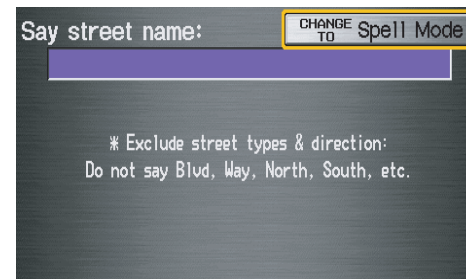 Say street name:
CHANGE TO Spell Mode
* Exclude street types & direction:
Do not say Blvd, Way, North, South, etc.